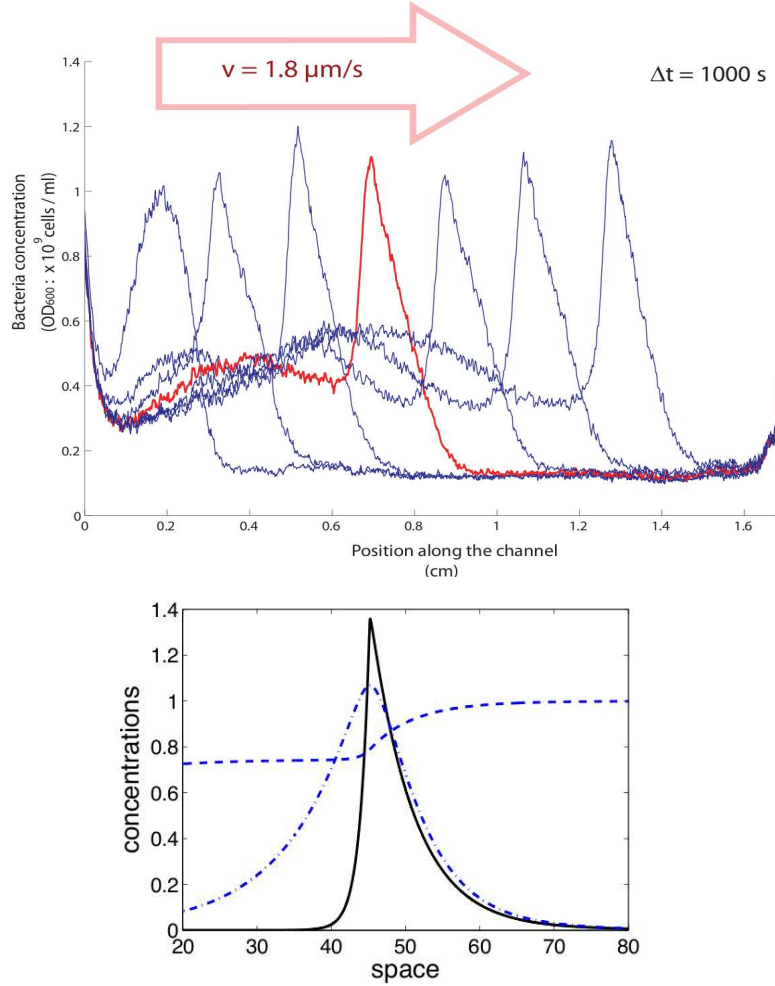 v = 1.8 μm/s
Δt = 1000 s
Bacteria concentration
(OD600: x 10^9 cells / ml)
1.4
1.2
1
0.8
0.6
0.4
0.2
0
0 0.2 0.4 0.6 0.8 1 1.2 1.4 1.6
Position along the channel
(cm)
concentrations
1.4
1.2
1
0.8
0.6
0.4
0.2
0
20 30 40 50 60 70 80
space